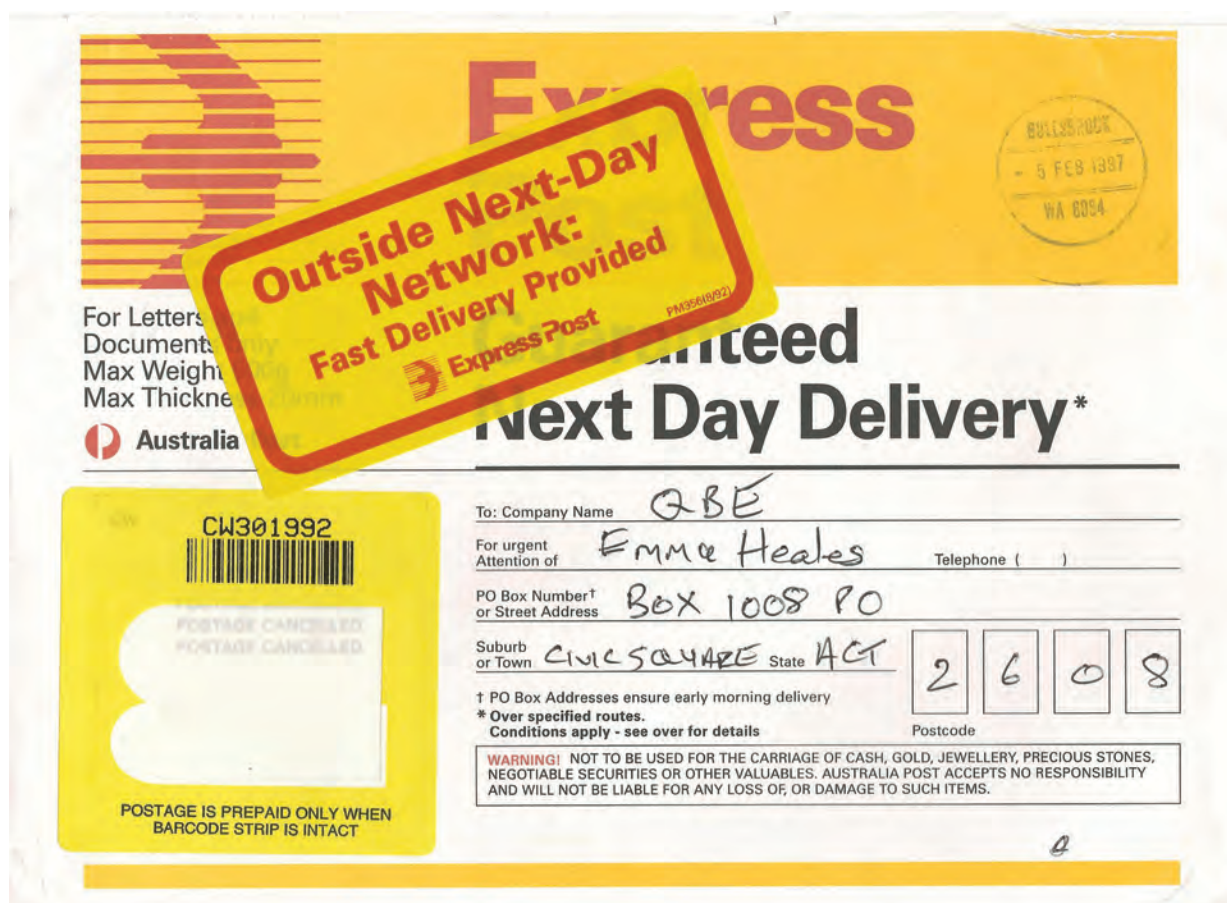 Express
BULLSBROOK
- 5 FEB 1997
WA 6084
Outside Next-Day
Network:
Fast Delivery Provided
Express Post
PM356(8/92)
For Letters
Documents only
Max Weight
Max Thickness 20mm
Australia Post
Guaranteed
Next Day Delivery*
CW301992
POSTAGE CANCELLED
POSTAGE CANCELLED
POSTAGE IS PREPAID ONLY WHEN
BARCODE STRIP IS INTACT
To: Company Name QBE
For urgent
Attention of Emma Heales Telephone ( )
PO Box Number†
or Street Address BOX 1008 PO
Suburb
or Town CIVIC SQUARE State ACT 2608
† PO Box Addresses ensure early morning delivery
* Over specified routes.
Conditions apply - see over for details
Postcode
WARNING! NOT TO BE USED FOR THE CARRIAGE OF CASH, GOLD, JEWELLERY, PRECIOUS STONES,
NEGOTIABLE SECURITIES OR OTHER VALUABLES. AUSTRALIA POST ACCEPTS NO RESPONSIBILITY
AND WILL NOT BE LIABLE FOR ANY LOSS OF, OR DAMAGE TO SUCH ITEMS.